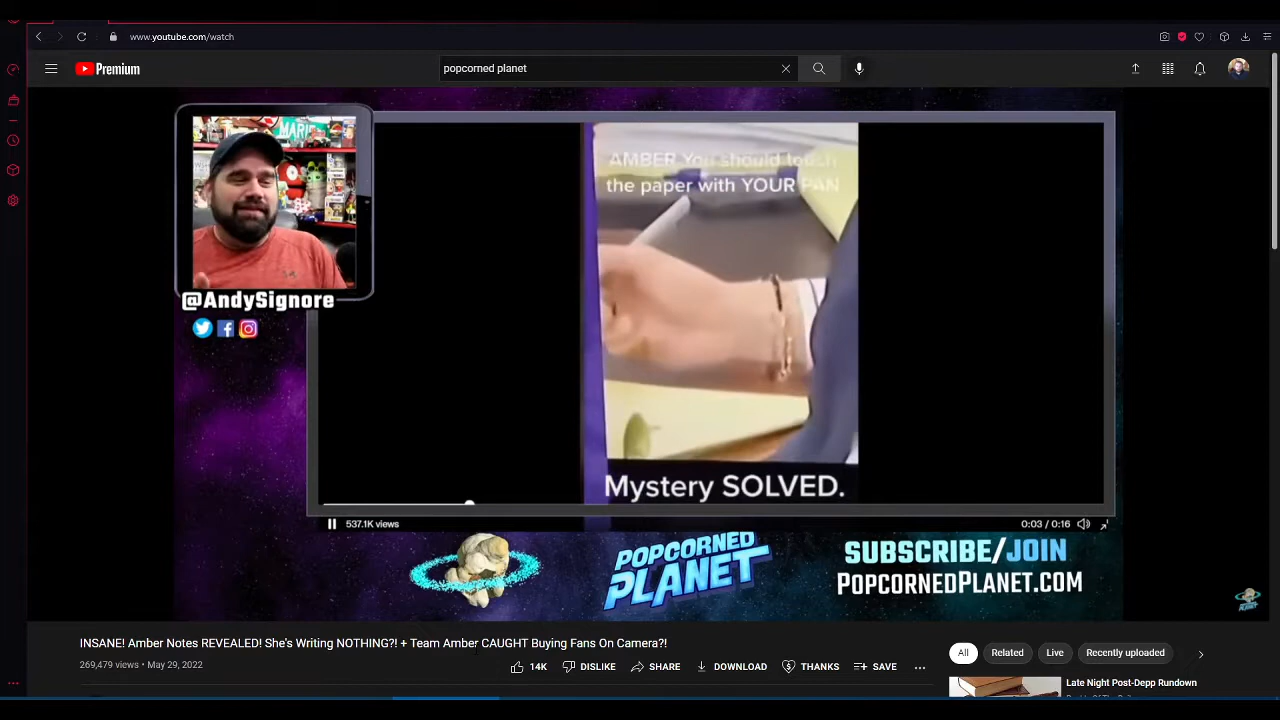 www.youtube.com/watch
Premium
popcorned planet
MARIO
AMBER You should touch
the paper with YOUR PAN
@AndySignore
Mystery SOLVED.
537.1K views
0:03 / 0:16
POPCORNED
PLANET
SUBSCRIBE/JOIN
POPCORNEDPLANET.COM
INSANE! Amber Notes REVEALED! She's Writing NOTHING?! + Team Amber CAUGHT Buying Fans On Camera?!
269,479 views • May 29, 2022
14K
DISLIKE
SHARE
DOWNLOAD
THANKS
SAVE
All
Related
Live
Recently uploaded
Late Night Post-Depp Rundown